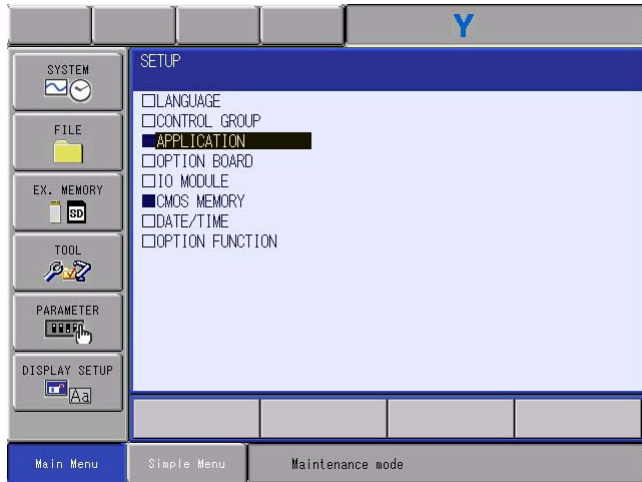 Y
SYSTEM
FILE
EX. MEMORY
SD
TOOL
PARAMETER
DISPLAY SETUP
Aa
SETUP
LANGUAGE
CONTROL GROUP
APPLICATION
OPTION BOARD
IO MODULE
CMOS MEMORY
DATE/TIME
OPTION FUNCTION
Main Menu
Simple Menu
Maintenance mode